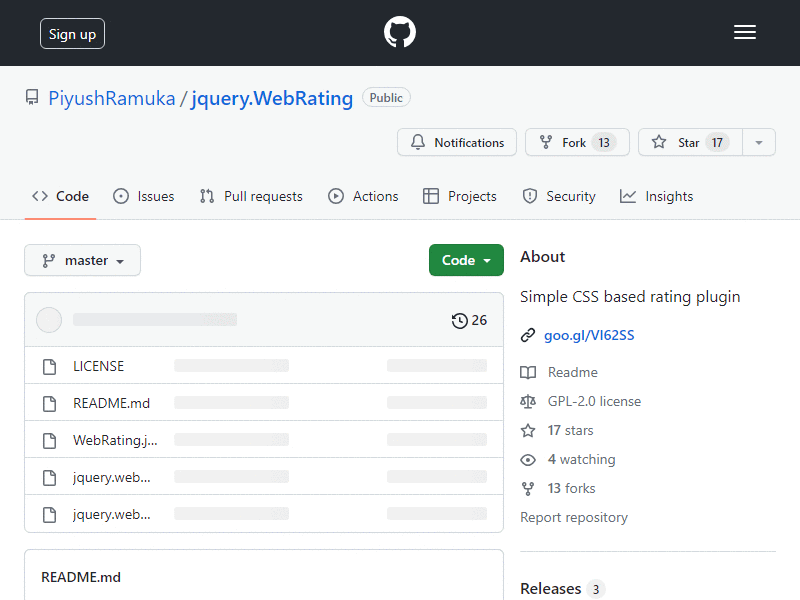 Sign up
PiyushRamuka / jquery.WebRating Public
Notifications Fork 13 Star 17
Code Issues Pull requests Actions Projects Security Insights
master Code
26
LICENSE
README.md
WebRating.j...
jquery.web...
jquery.web...
README.md
About
Simple CSS based rating plugin
goo.gl/VI62SS
Readme
GPL-2.0 license
17 stars
4 watching
13 forks
Report repository
Releases 3